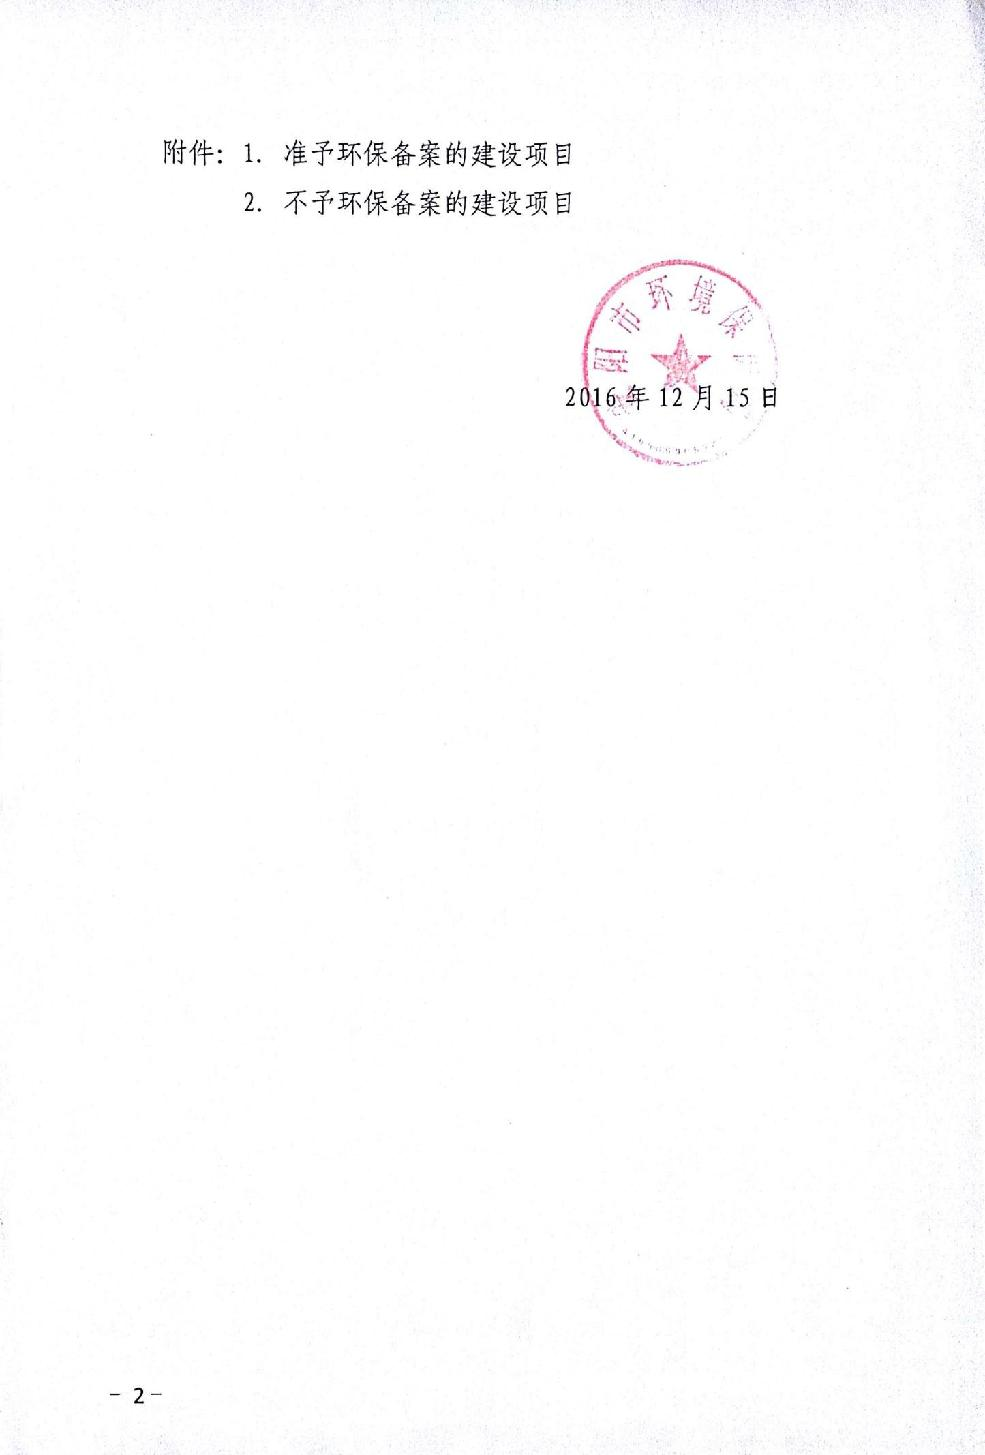 附件：1. 准予环保备案的建设项目
2. 不予环保备案的建设项目
阳市环境保
2016年12月15日
- 2 -